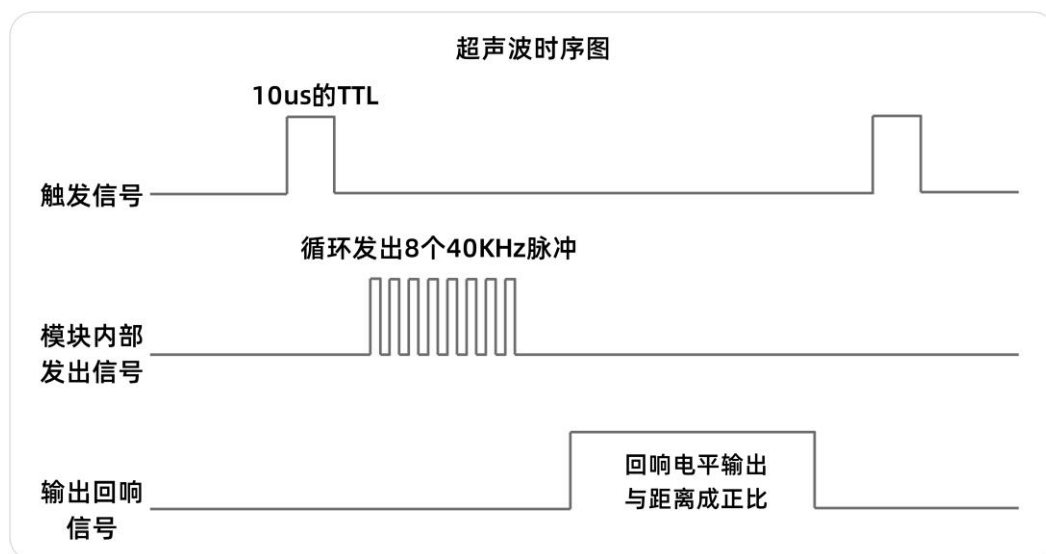 超声波时序图
10us的TTL
触发信号
循环发出8个40KHz脉冲
模块内部
发出信号
回响电平输出
与距离成正比
输出回响
信号